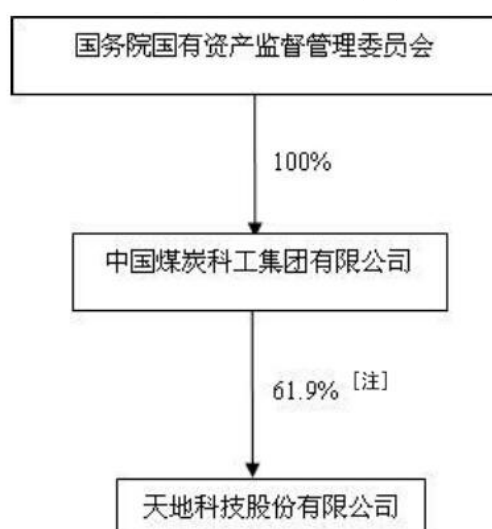 国务院国有资产监督管理委员会
100%
中国煤炭科工集团有限公司
61.9% [注]
天地科技股份有限公司